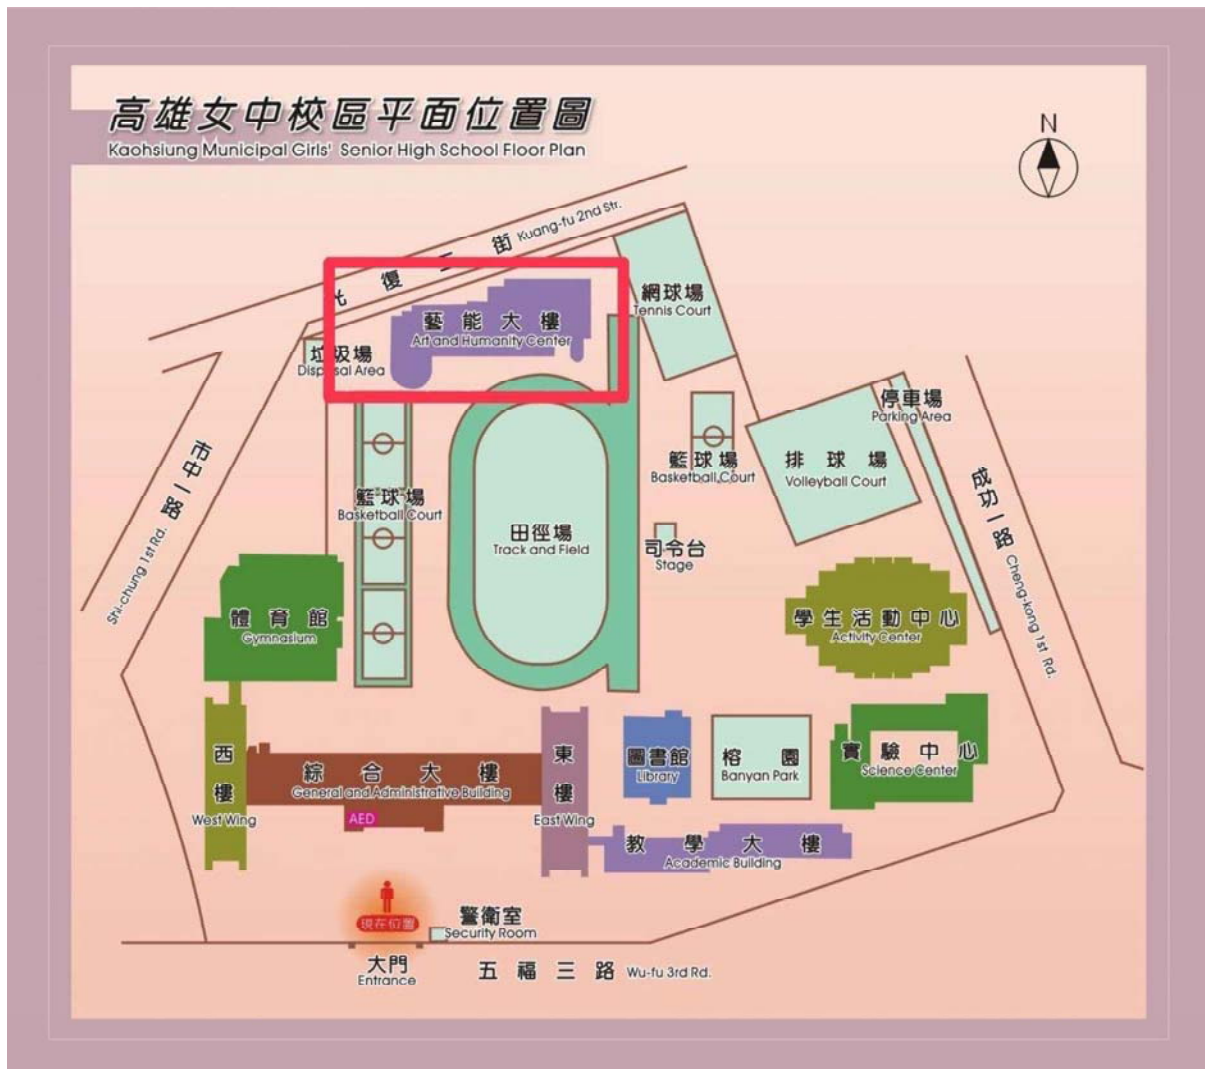 高雄女中校區平面位置圖
Kaohsiung Municipal Girls' Senior High School Floor Plan
N
光復二街 Kuang-fu 2nd Str.
網球場
Tennis Court
藝能大樓
Art and Humanity Center
垃圾場
Disposal Area
停車場
Parking Area
籃球場
Basketball Court
排球場
Volleyball Court
市中一路 Shi-chung 1st Rd.
籃球場
Basketball Court
田徑場
Track and Field
司令台
Stage
成功一路 Cheng-kong 1st Rd.
體育館
Gymnasium
學生活動中心
Activity Center
西樓
West Wing
綜合大樓
General and Administrative Building
AED
東樓
East Wing
圖書館
Library
榕園
Banyan Park
實驗中心
Science Center
教學大樓
Academic Building
現在位置
警衛室
Security Room
大門
Entrance
五福三路 Wu-fu 3rd Rd.